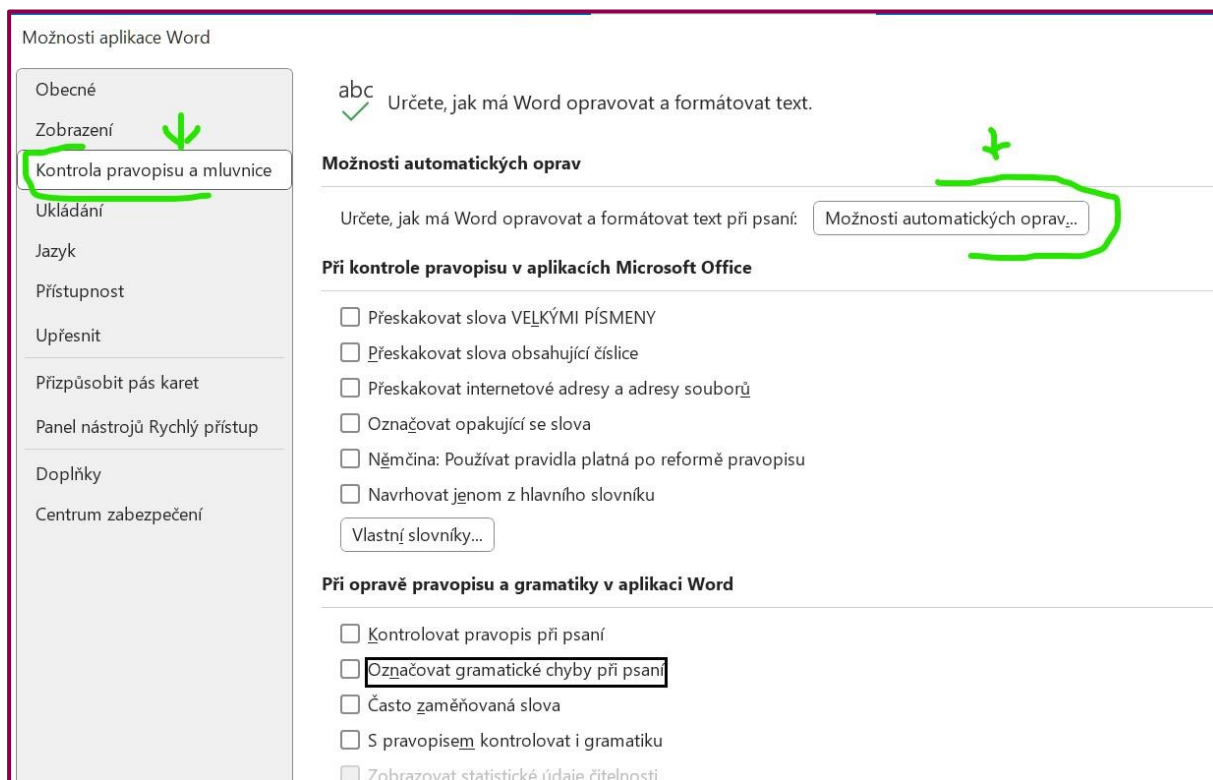 Možnosti aplikace Word
Obecné
Zobrazení
Kontrola pravopisu a mluvnice
Ukládání
Jazyk
Přístupnost
Upřesnit
Přizpůsobit pás karet
Panel nástrojů Rychlý přístup
Doplňky
Centrum zabezpečení
abc
Určete, jak má Word opravovat a formátovat text.
Možnosti automatických oprav
Určete, jak má Word opravovat a formátovat text při psaní: Možnosti automatických oprav...
Při kontrole pravopisu v aplikacích Microsoft Office
Přeskakovat slova VELKÝMI PÍSMENY
Přeskakovat slova obsahující číslice
Přeskakovat internetové adresy a adresy souborů
Označovat opakující se slova
Němčina: Používat pravidla platná po reformě pravopisu
Navrhovat jenom z hlavního slovníku
Vlastní slovníky...
Při opravě pravopisu a gramatiky v aplikaci Word
Kontrolovat pravopis při psaní
Označovat gramatické chyby při psaní
Často zaměňovaná slova
S pravopisem kontrolovat i gramatiku
Zobrazovat statistické údaje čitelnosti